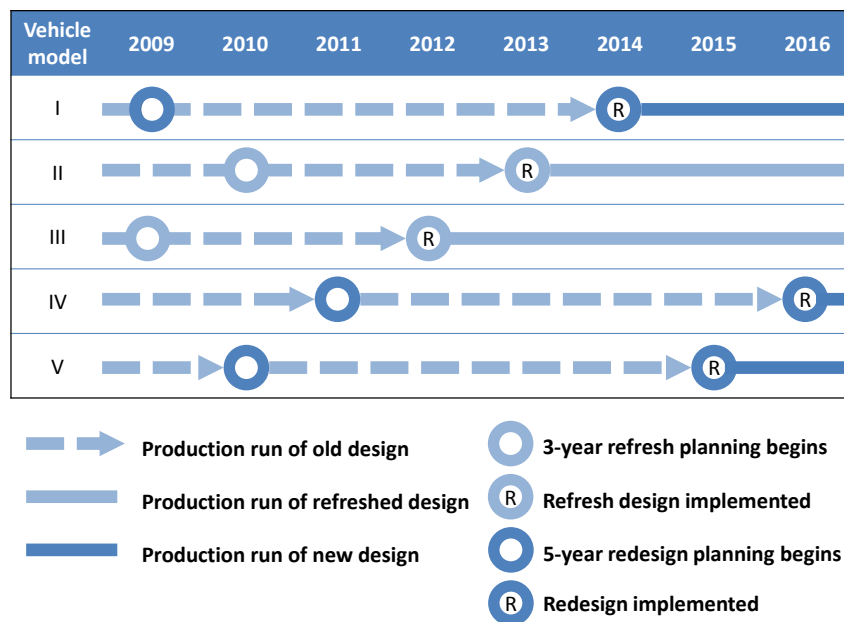 Vehicle model 2009 2010 2011 2012 2013 2014 2015 2016
I R
II R
III R
IV R
V R
Production run of old design
3-year refresh planning begins
Production run of refreshed design
R Refresh design implemented
Production run of new design
5-year redesign planning begins
R Redesign implemented